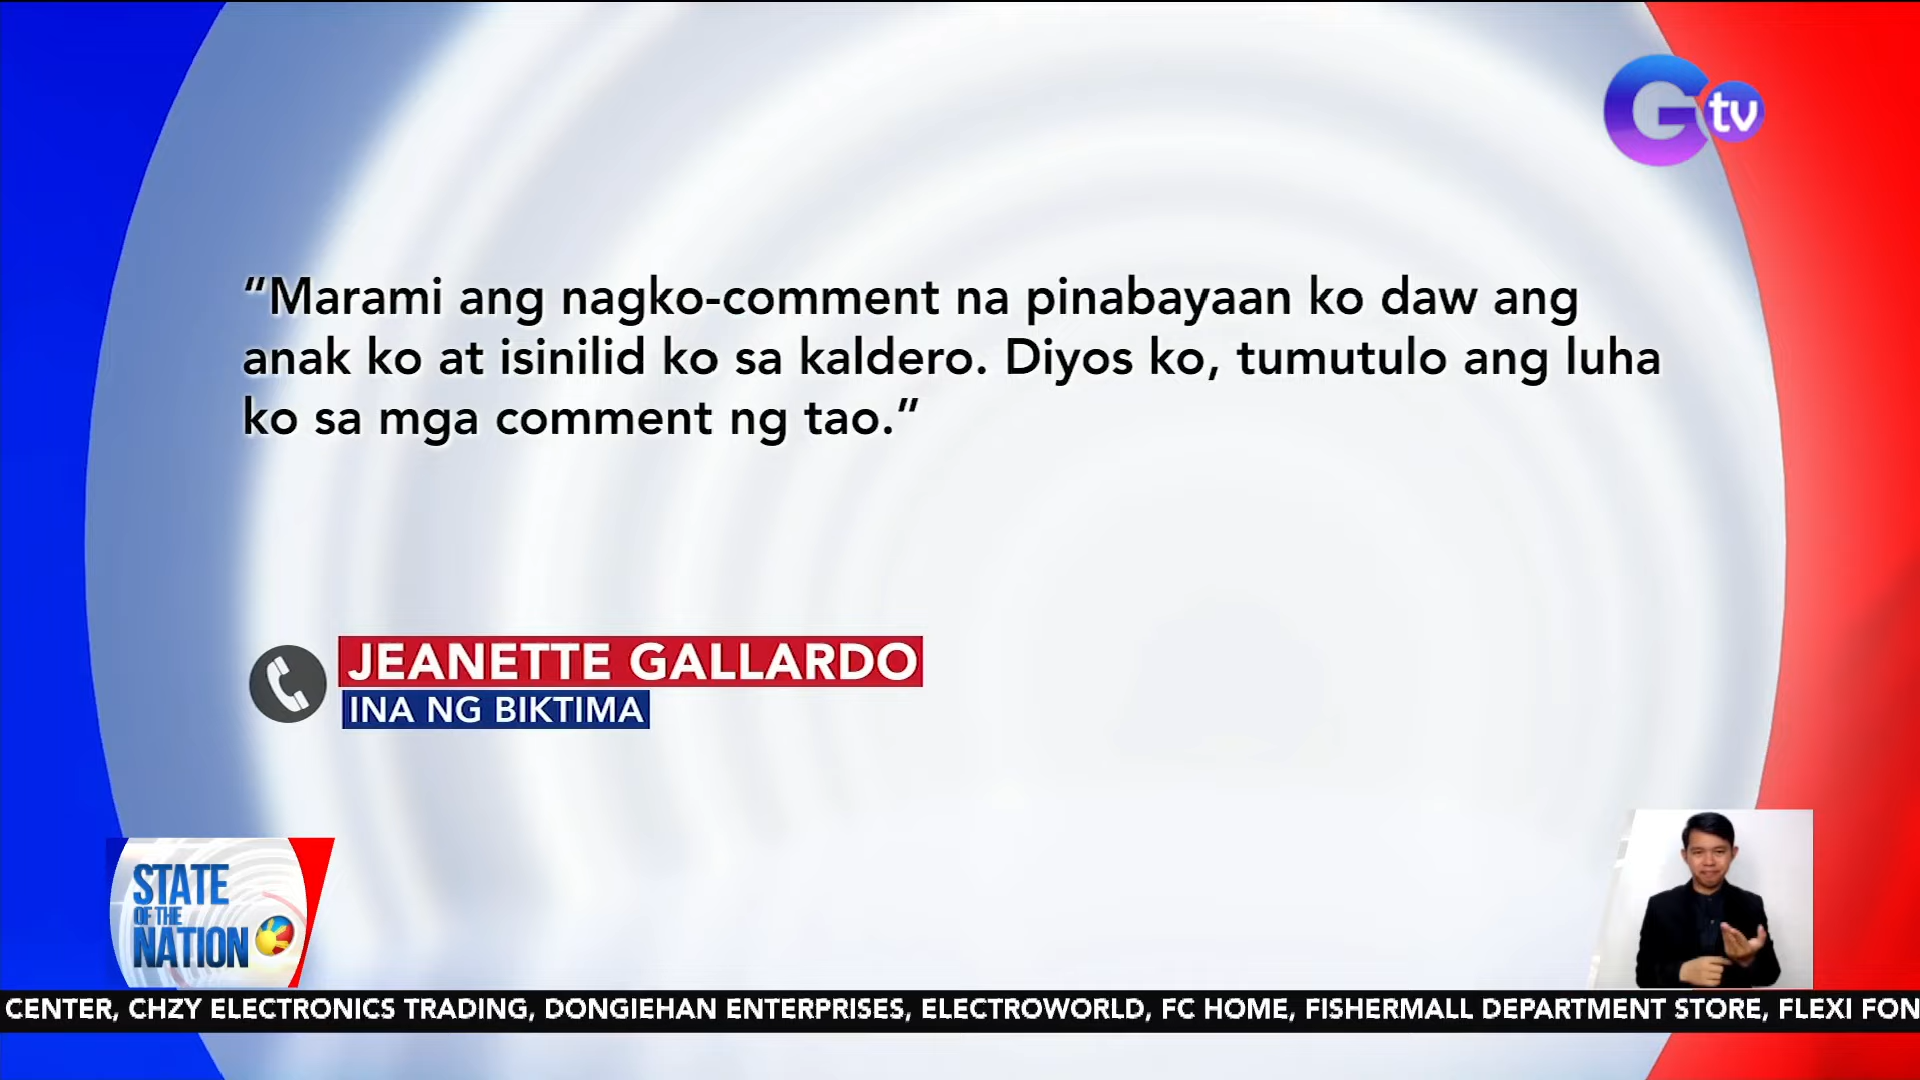 Gtv
“Marami ang nagko-comment na pinabayaan ko daw ang
anak ko at isinilid ko sa kaldero. Diyos ko, tumutulo ang luha
ko sa mga comment ng tao.”
JEANETTE GALLARDO
INA NG BIKTIMA
STATE
OF THE
NATION
CENTER, CHZY ELECTRONICS TRADING, DONGIEHAN ENTERPRISES, ELECTROWORLD, FC HOME, FISHERMALL DEPARTMENT STORE, FLEXI FON